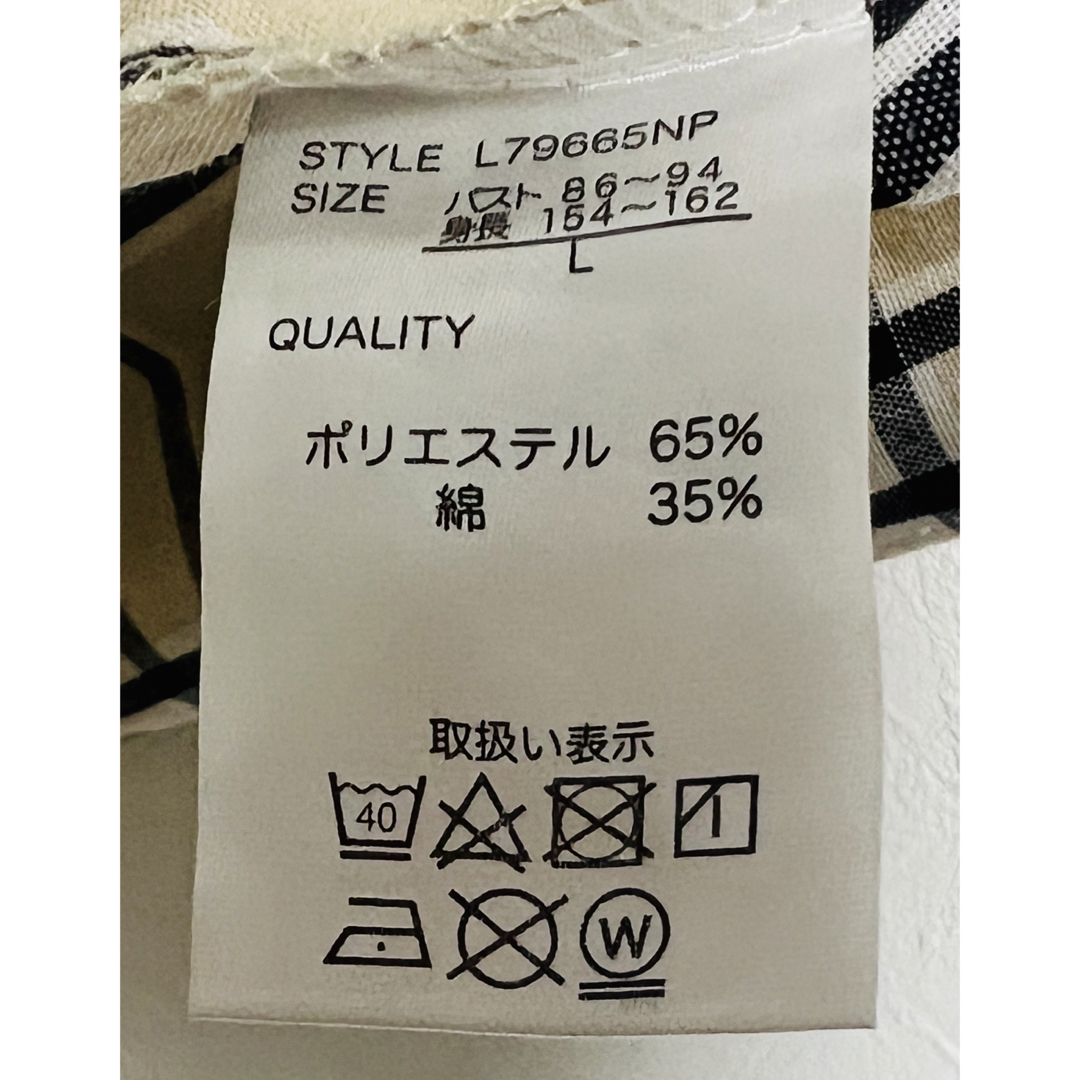 STYLE L79665NP
SIZE バスト 86〜94
身長 154〜162
L
QUALITY
ポリエステル 65%
綿 35%
取扱い表示
40
W